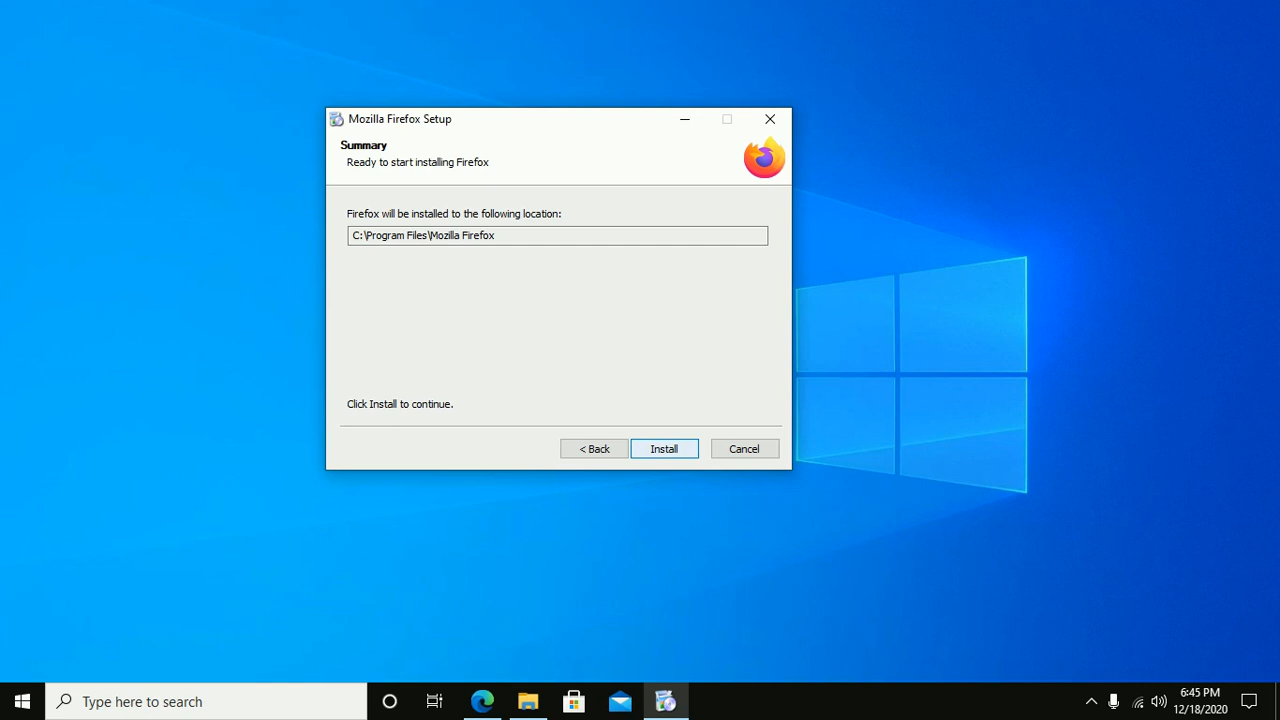 Mozilla Firefox Setup
Summary
Ready to start installing Firefox
Firefox will be installed to the following location:
C:\Program Files\Mozilla Firefox
Click Install to continue.
< Back Install Cancel
Type here to search
6:45 PM
12/18/2020